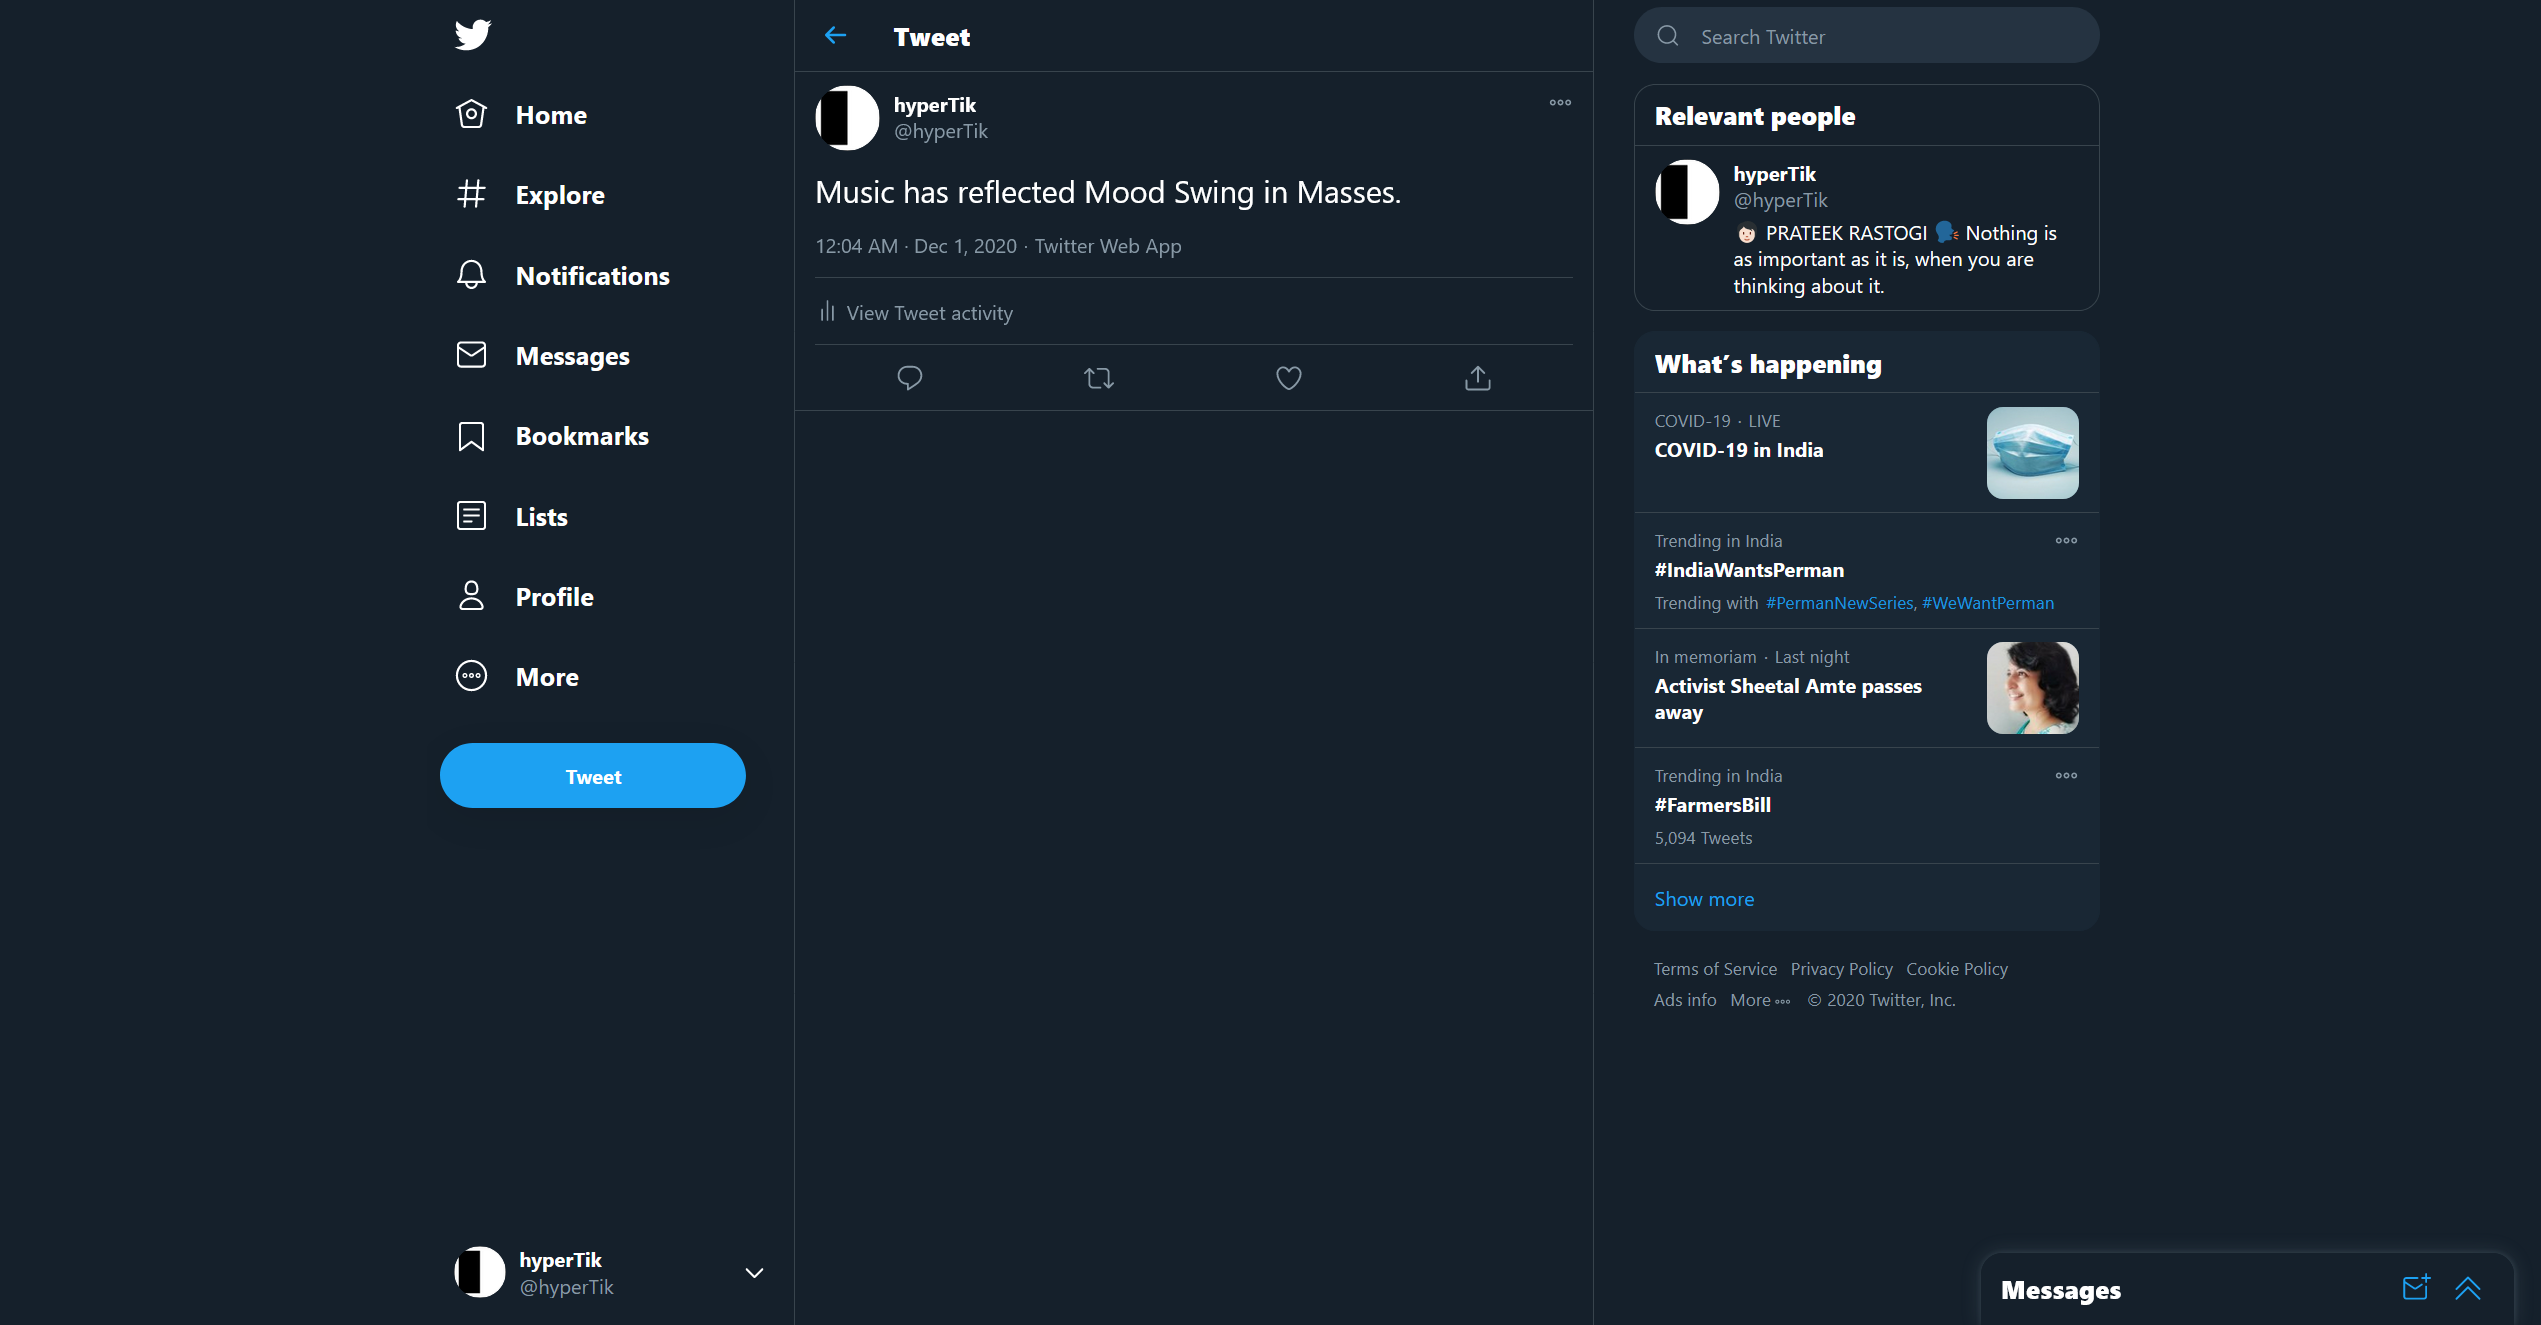 Home
Explore
Notifications
Messages
Bookmarks
Lists
Profile
More
Tweet
hyperTik
@hyperTik
Tweet
hyperTik
@hyperTik
Music has reflected Mood Swing in Masses.
12:04 AM · Dec 1, 2020 · Twitter Web App
View Tweet activity
Search Twitter
Relevant people
hyperTik
@hyperTik
PRATEEK RASTOGI Nothing is
as important as it is, when you are
thinking about it.
What's happening
COVID-19 · LIVE
COVID-19 in India
Trending in India
#IndiaWantsPerman
Trending with #PermanNewSeries, #WeWantPerman
In memoriam · Last night
Activist Sheetal Amte passes
away
Trending in India
#FarmersBill
5,094 Tweets
Show more
Terms of Service Privacy Policy Cookie Policy
Ads info More © 2020 Twitter, Inc.
Messages